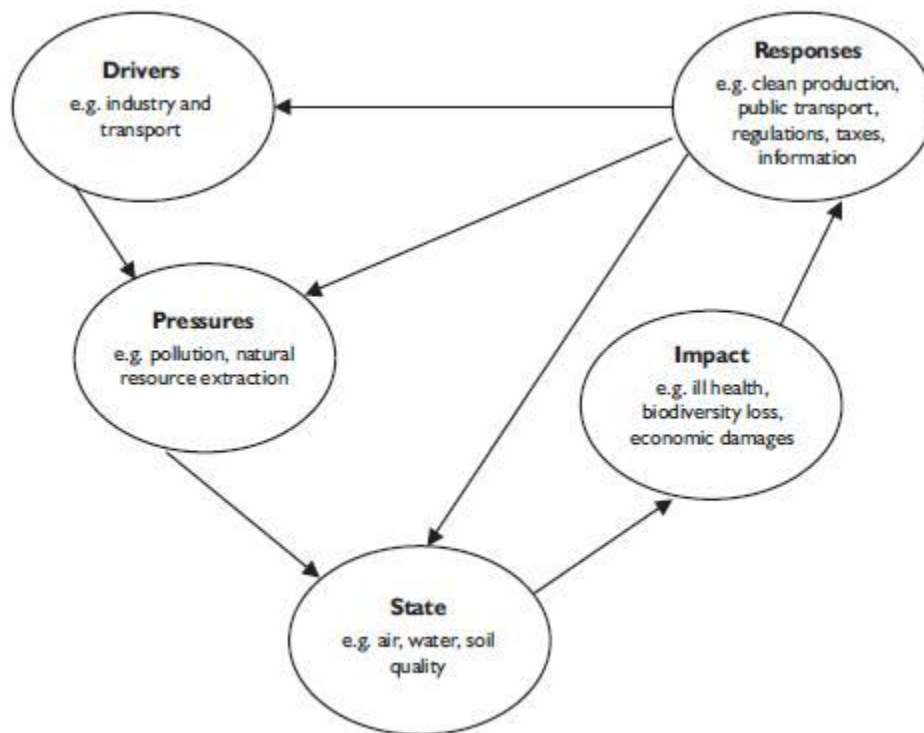 Drivers
e.g. industry and
transport
Responses
e.g. clean production,
public transport,
regulations, taxes,
information
Pressures
e.g. pollution, natural
resource extraction
Impact
e.g. ill health,
biodiversity loss,
economic damages
State
e.g. air, water, soil
quality